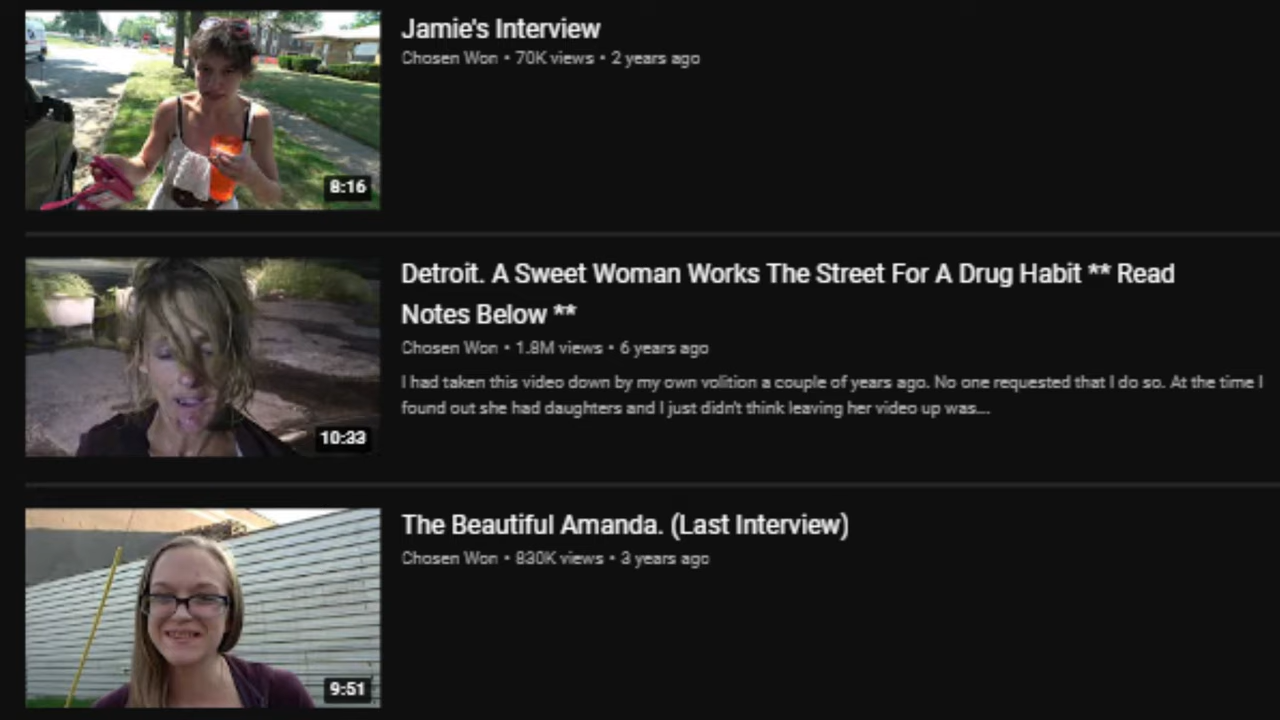 Jamie's Interview
Chosen Won • 70K views • 2 years ago
8:16
Detroit. A Sweet Woman Works The Street For A Drug Habit ** Read
Notes Below **
Chosen Won • 1.8M views • 6 years ago
I had taken this video down by my own volition a couple of years ago. No one requested that I do so. At the time I
found out she had daughters and I just didn't think leaving her video up was...
10:33
The Beautiful Amanda. (Last Interview)
Chosen Won • 830K views • 3 years ago
9:51